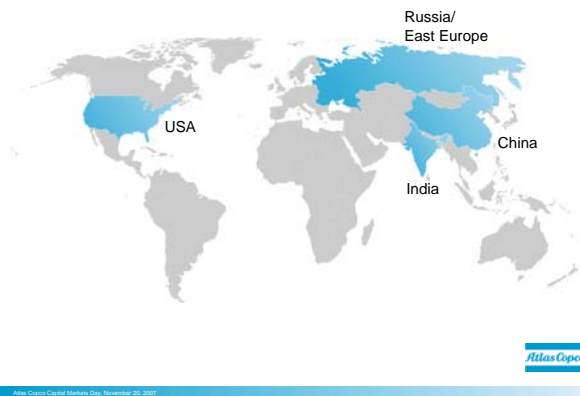 Russia/
East Europe
USA
China
India
Atlas Copco
Atlas Copco Capital Markets Day, November 20, 2007